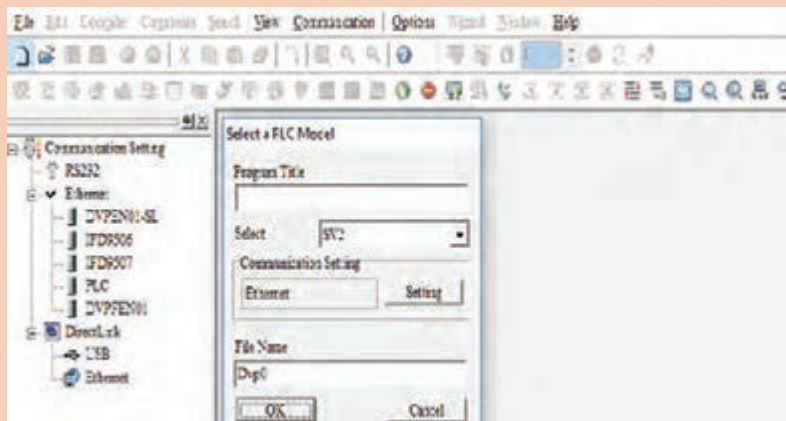 File Edit Compile Comments Search View Communication Options Wizard Window Help
Communication Setting
RS232
Ethernet
DVPEN01-SL
IFD9506
IFD9507
PLC
DVPFEN01
DirectLink
USB
Ethernet
Select a PLC Model
Program Title
Select SV2
Communication Setting
Ethernet Setting
File Name
Dvp0
OK Cancel